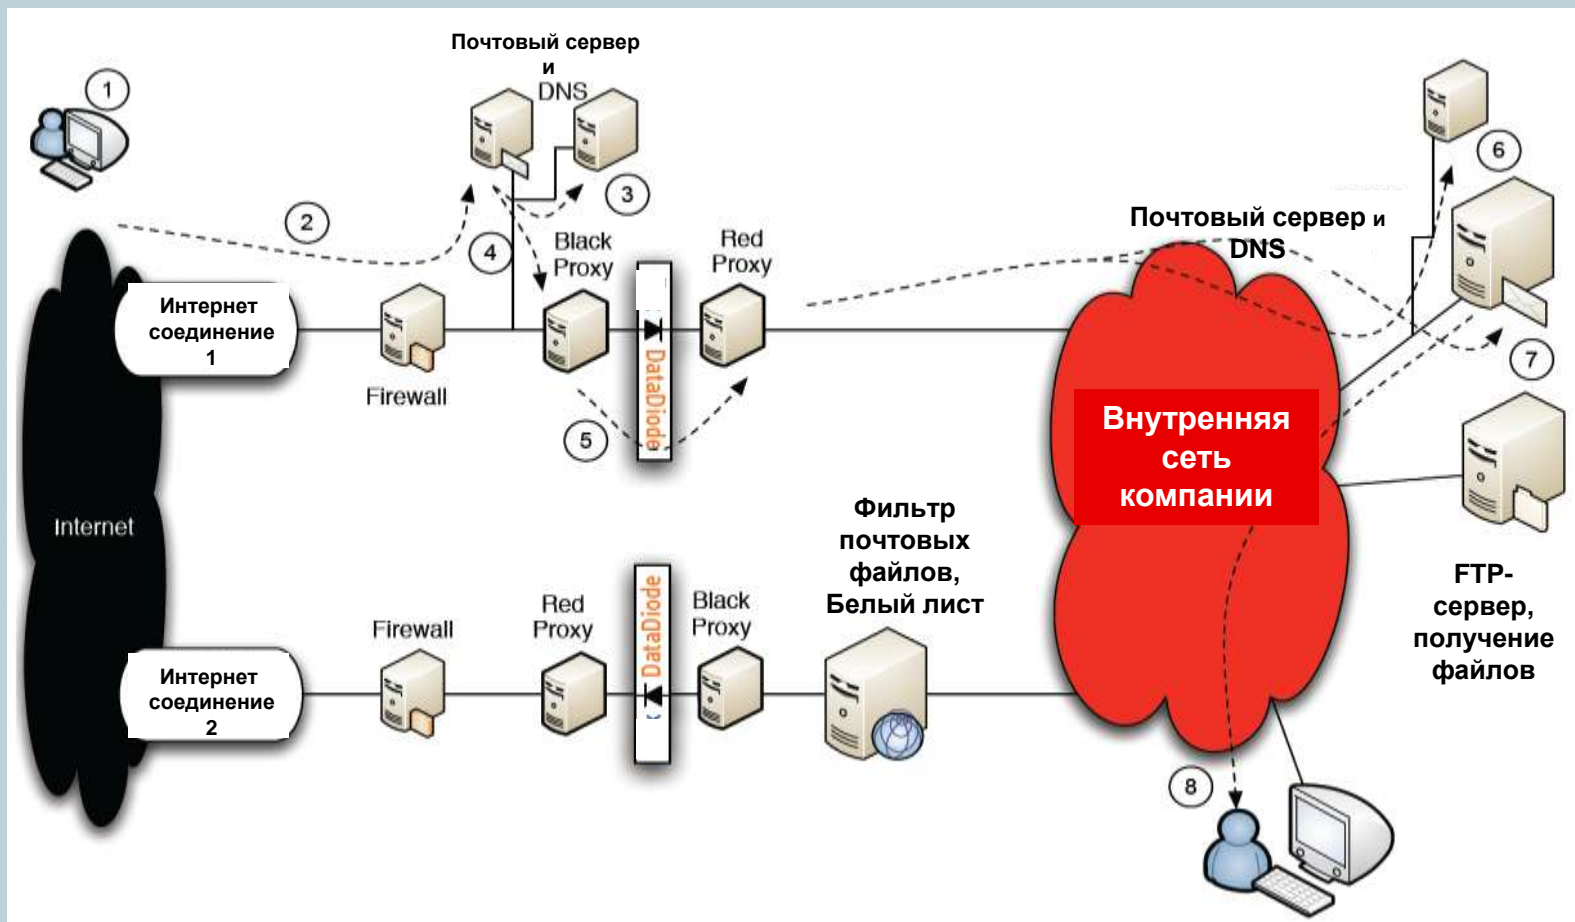 Почтовый сервер
и
DNS
1
2
3
4
Black
Proxy
Red
Proxy
Интернет
соединение
1
Firewall
DataDiode
5
Почтовый сервер и
DNS
6
7
Внутренняя
сеть
компании
Internet
Фильтр
почтовых
файлов,
Белый лист
FTP-
сервер,
получение
файлов
Интернет
соединение
2
Firewall
Red
Proxy
DataDiode
Black
Proxy
8